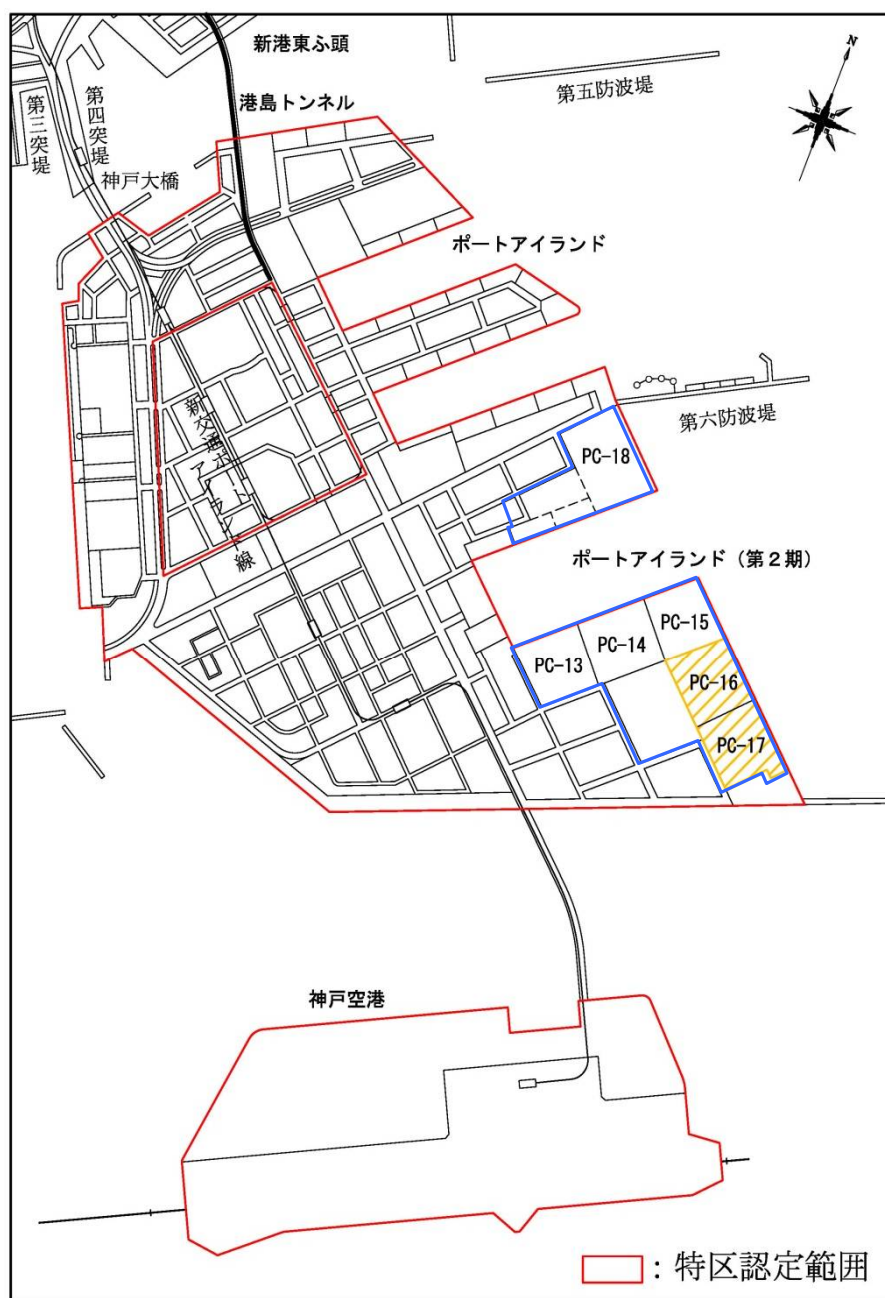 新港東ふ頭
N
港島トンネル
第五防波堤
第四突堤
第三突堤
神戸大橋
ポートアイランド
第六防波堤
新交通ポートアイランド線
PC-18
ポートアイランド(第2期)
PC-15
PC-14
PC-13
PC-16
PC-17
神戸空港
:特区認定範囲